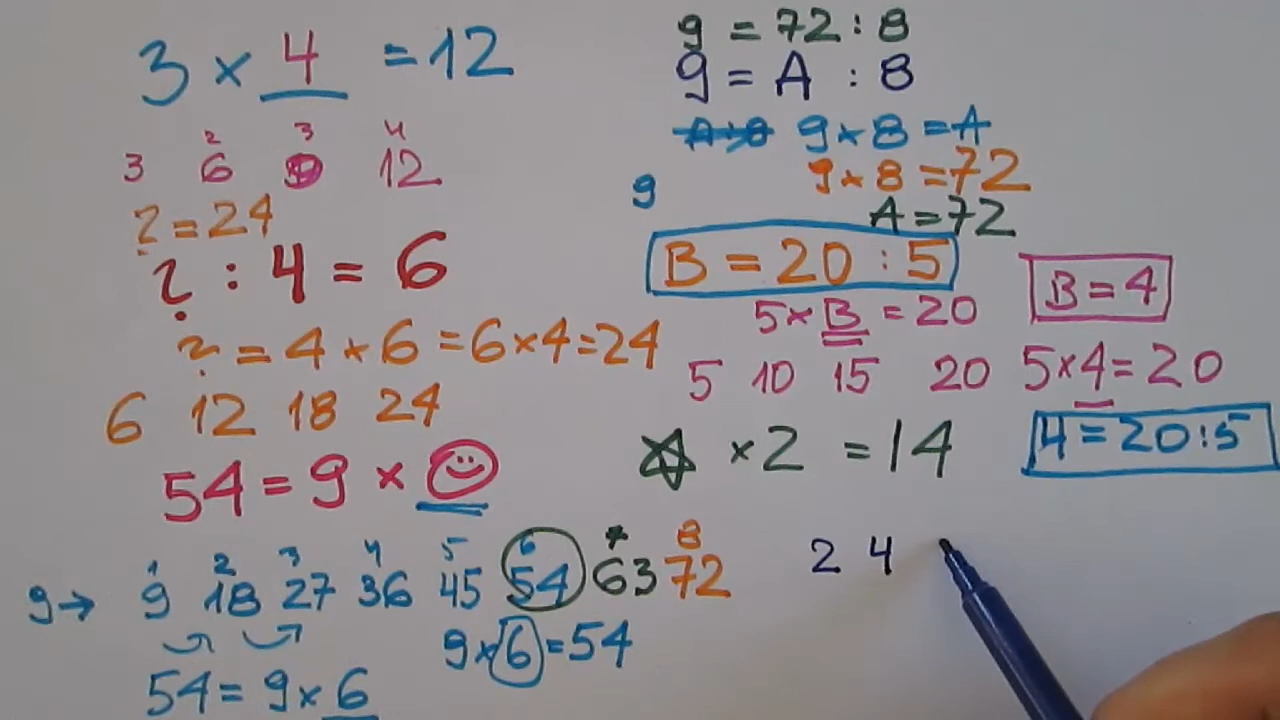 3 × 4 = 12
2 3 4
3 6 9 12
? = 24
? : 4 = 6
? = 4 × 6 = 6 × 4 = 24
6 12 18 24
54 = 9 ×
1 2 3 4 5 6 7 8
9 → 9 18 27 36 45 54 63 72
9 × 6 = 54
54 = 9 × 6
9 = 72 : 8
9 = A : 8
9 × 8 = A
9 × 8 = 72
9
A = 72
B = 20 : 5
5 × B = 20
B = 4
5 10 15 20
5 × 4 = 20
4 = 20 : 5
× 2 = 14
2 4